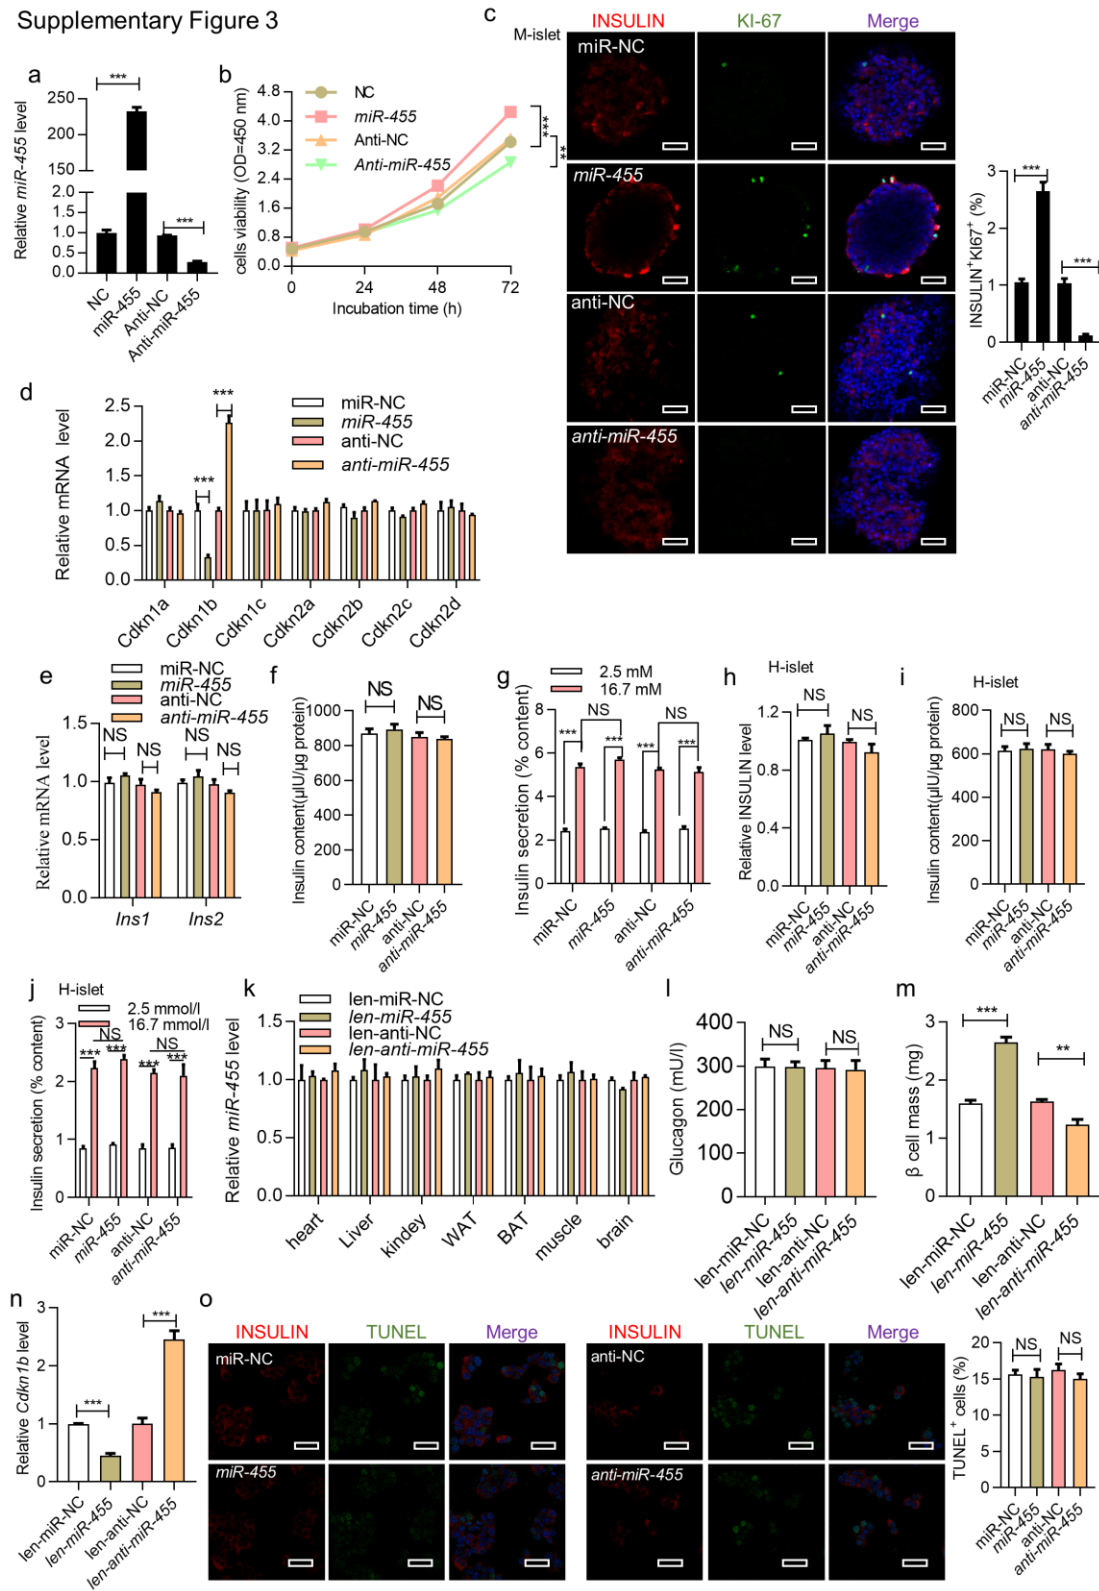 Supplementary Figure 3
a
Relative miR-455 level
250
200
150
2.0
1.5
1.0
0.5
0.0
***
***
NC
miR-455
Anti-NC
Anti-miR-455
b
cells viability (OD=450 nm)
4.8
4.0
3.2
2.4
1.6
0.8
0.0
NC
miR-455
Anti-NC
Anti-miR-455
***
**
0
24
48
72
Incubation time (h)
c
M-islet
INSULIN
KI-67
Merge
miR-NC
miR-455
anti-NC
anti-miR-455
INSULIN+KI67+ (%)
3
2
1
0
***
***
miR-NC
miR-455
anti-NC
anti-miR-455
d
Relative mRNA level
2.5
2.0
1.5
1.0
0.5
0.0
***
***
miR-NC
miR-455
anti-NC
anti-miR-455
Cdkn1a
Cdkn1b
Cdkn1c
Cdkn2a
Cdkn2b
Cdkn2c
Cdkn2d
e
miR-NC
miR-455
anti-NC
anti-miR-455
Relative mRNA level
1.5
1.0
0.5
0.0
NS
NS
NS
NS
Ins1
Ins2
f
Insulin content(μIU/μg protein)
1000
800
600
400
200
0
NS
NS
miR-NC
miR-455
anti-NC
anti-miR-455
g
2.5 mM
16.7 mM
Insulin secretion (% content)
8
6
4
2
0
NS
NS
***
***
***
***
miR-NC
miR-455
anti-NC
anti-miR-455
h
H-islet
Relative INSULIN level
1.2
0.8
0.4
0.0
NS
NS
miR-NC
miR-455
anti-NC
anti-miR-455
i
H-islet
Insulin content(μIU/μg protein)
800
600
400
200
0
NS
NS
miR-NC
miR-455
anti-NC
anti-miR-455
j
H-islet
2.5 mmol/l
16.7 mmol/l
Insulin secretion (% content)
3
2
1
0
NS
NS
***
***
***
***
miR-NC
miR-455
anti-NC
anti-miR-455
k
len-miR-NC
len-miR-455
len-anti-NC
len-anti-miR-455
Relative miR-455 level
1.5
1.0
0.5
0.0
heart
Liver
kindey
WAT
BAT
muscle
brain
l
Glucagon (mU/l)
400
300
200
100
0
NS
NS
len-miR-NC
len-miR-455
len-anti-NC
len-anti-miR-455
m
β cell mass (mg)
3
2
1
0
***
**
len-miR-NC
len-miR-455
len-anti-NC
len-anti-miR-455
n
Relative Cdkn1b level
3
2
1
0
***
***
len-miR-NC
len-miR-455
len-anti-NC
len-anti-miR-455
o
INSULIN
TUNEL
Merge
miR-NC
miR-455
INSULIN
TUNEL
Merge
anti-NC
anti-miR-455
TUNEL+ cells (%)
20
15
10
5
0
NS
NS
miR-NC
miR-455
anti-NC
anti-miR-455